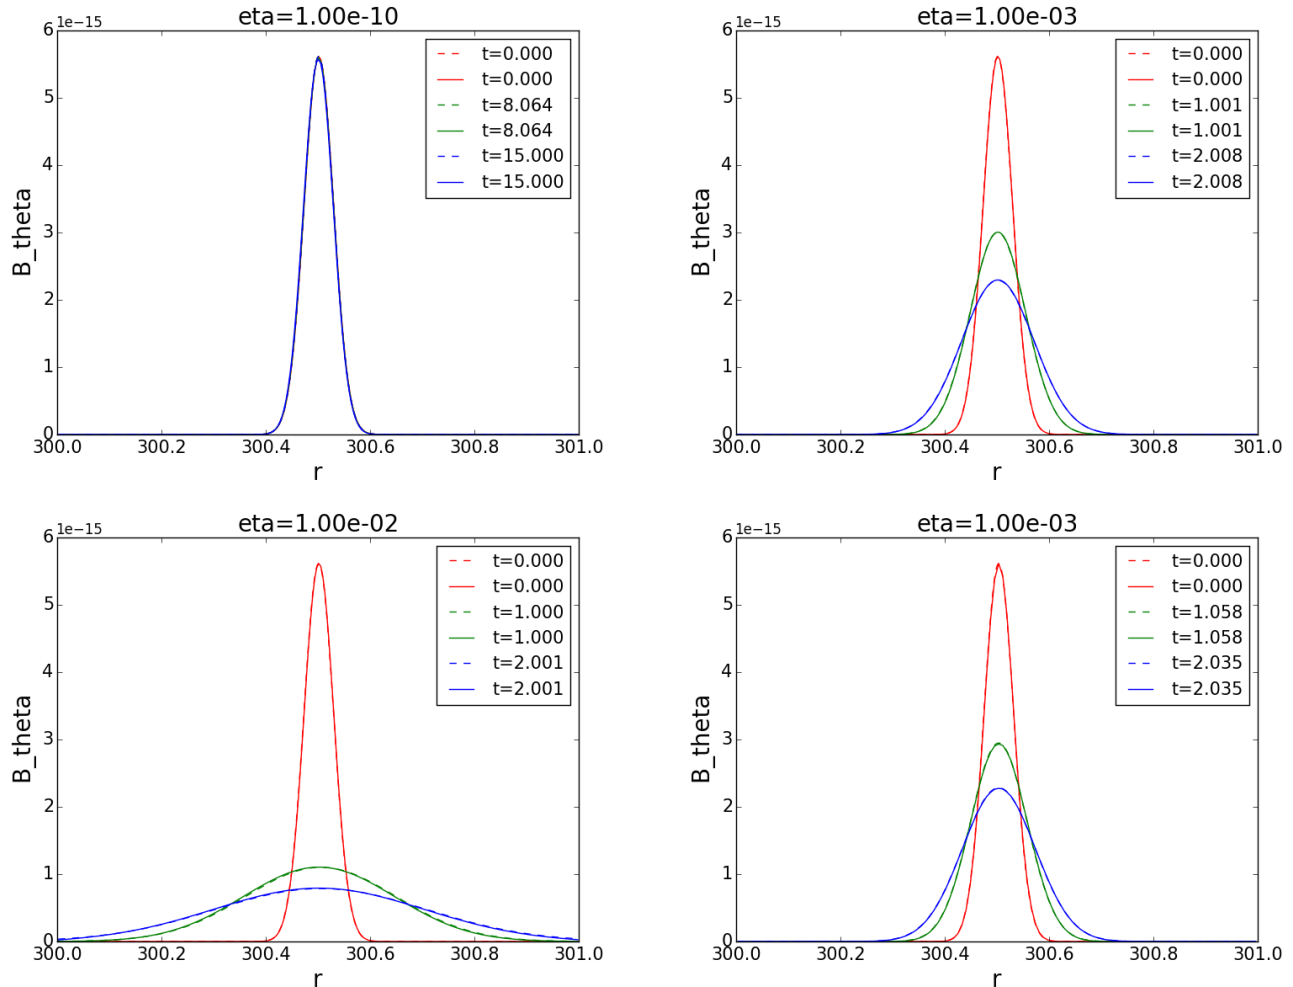 eta=1.00e-10
1e−15
6
5
4
3
2
1
0
B_theta
300.0
300.2
300.4
300.6
300.8
301.0
r
t=0.000
t=0.000
t=8.064
t=8.064
t=15.000
t=15.000
eta=1.00e-03
1e−15
6
5
4
3
2
1
0
B_theta
300.0
300.2
300.4
300.6
300.8
301.0
r
t=0.000
t=0.000
t=1.001
t=1.001
t=2.008
t=2.008
eta=1.00e-02
1e−15
6
5
4
3
2
1
0
B_theta
300.0
300.2
300.4
300.6
300.8
301.0
r
t=0.000
t=0.000
t=1.000
t=1.000
t=2.001
t=2.001
eta=1.00e-03
1e−15
6
5
4
3
2
1
0
B_theta
300.0
300.2
300.4
300.6
300.8
301.0
r
t=0.000
t=0.000
t=1.058
t=1.058
t=2.035
t=2.035